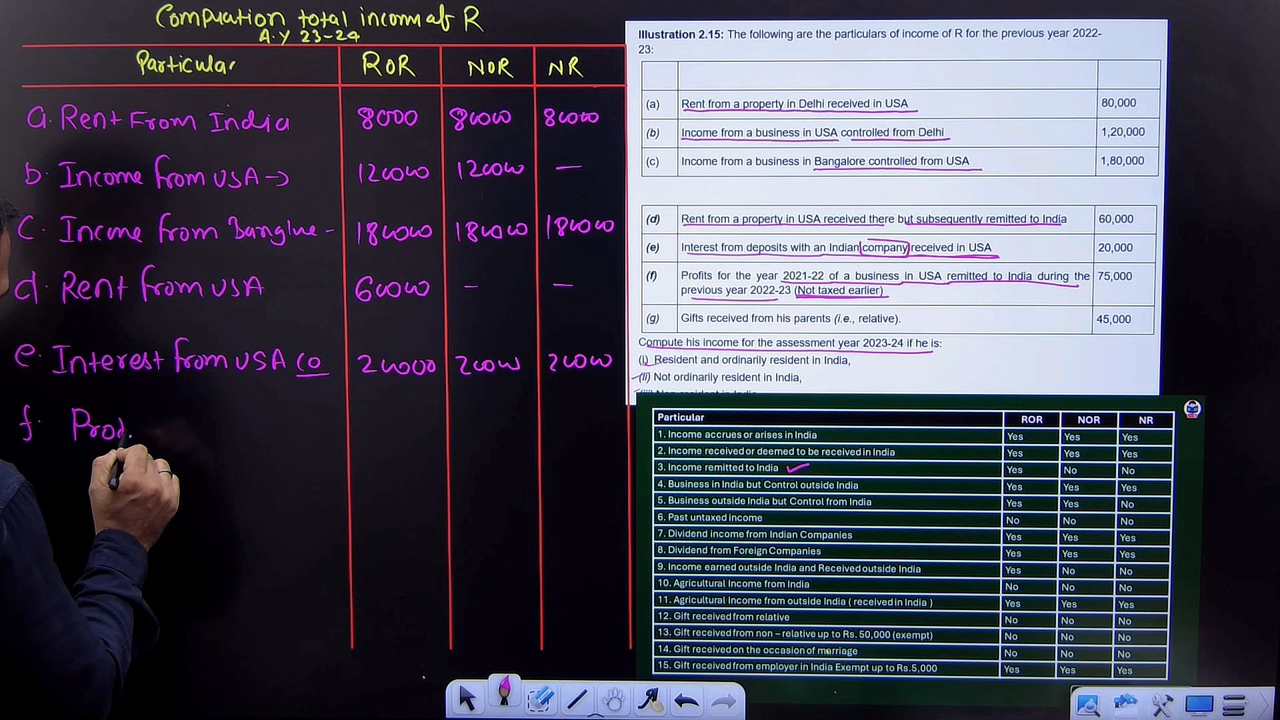 Compuation total income of R
A.Y 23-24
Particular ROR NOR NR
a. Rent From India 8000 80000 80000
b. Income from USA → 120000 120000 —
C. Income from Banglue - 180000 180000 180000
d. Rent from USA 60000 - —
e. Interest from USA co 20000 20000 20000
f. Prof
Illustration 2.15: The following are the particulars of income of R for the previous year 2022-
23:
(a) Rent from a property in Delhi received in USA 80,000
(b) Income from a business in USA controlled from Delhi 1,20,000
(c) Income from a business in Bangalore controlled from USA 1,80,000
(d) Rent from a property in USA received there but subsequently remitted to India 60,000
(e) Interest from deposits with an Indian company received in USA 20,000
(f) Profits for the year 2021-22 of a business in USA remitted to India during the 75,000
previous year 2022-23 (Not taxed earlier)
(g) Gifts received from his parents (i.e., relative). 45,000
Compute his income for the assessment year 2023-24 if he is:
(i) Resident and ordinarily resident in India,
(ii) Not ordinarily resident in India,
Particular ROR NOR NR
1. Income accrues or arises in India Yes Yes Yes
2. Income received or deemed to be received in India Yes Yes Yes
3. Income remitted to India Yes No No
4. Business in India but Control outside India Yes Yes Yes
5. Business outside India but Control from India Yes Yes No
6. Past untaxed income No No No
7. Dividend income from Indian Companies Yes Yes Yes
8. Dividend from Foreign Companies Yes Yes Yes
9. Income earned outside India and Received outside India Yes No No
10. Agricultural Income from India No No No
11. Agricultural Income from outside India ( received in India ) Yes Yes Yes
12. Gift received from relative No No No
13. Gift received from non – relative up to Rs. 50,000 (exempt) No No No
14. Gift received on the occasion of marriage No No No
15. Gift received from employer in India Exempt up to Rs.5,000 Yes Yes Yes